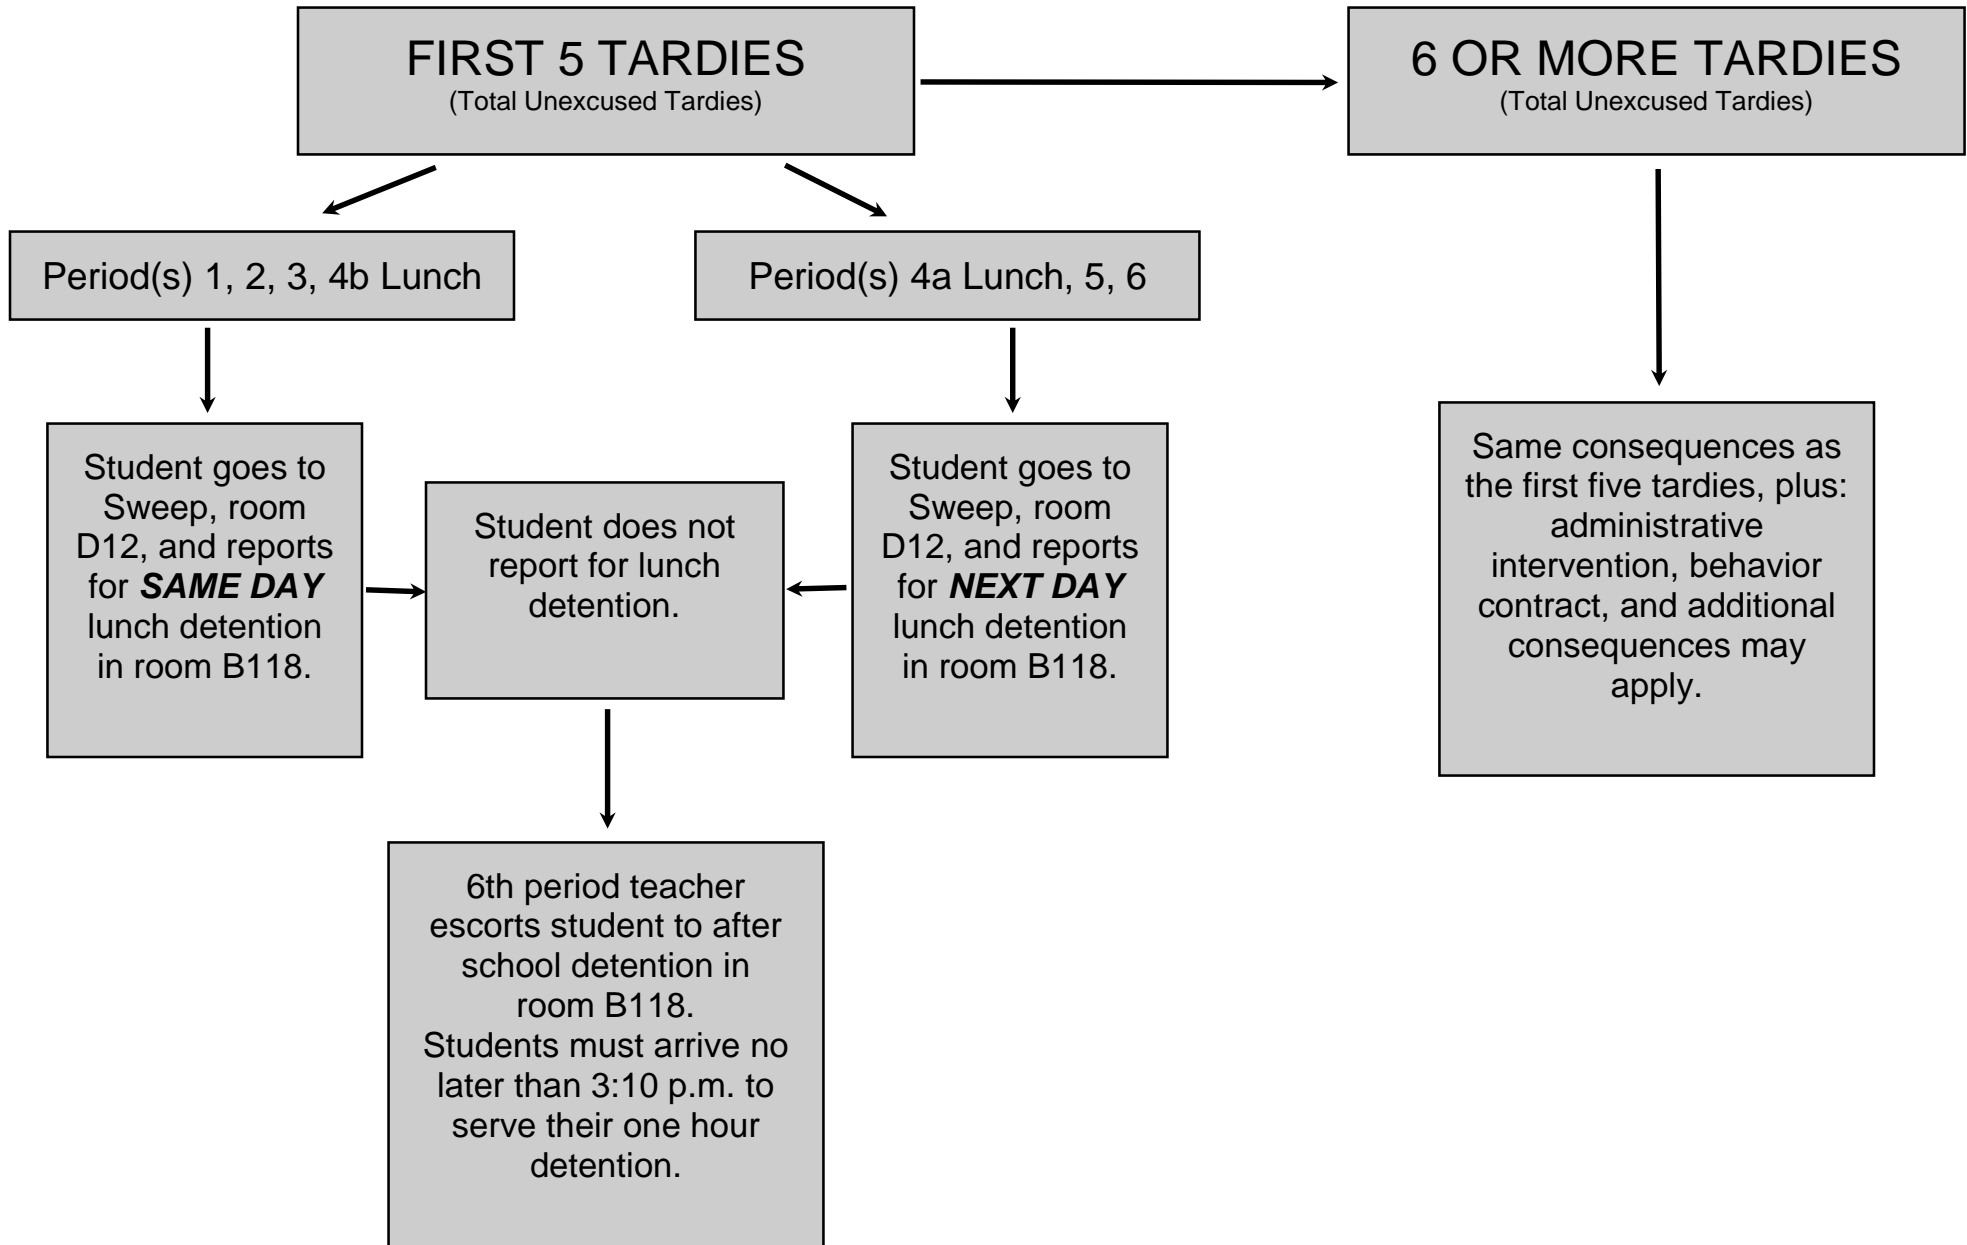 FIRST 5 TARDIES
(Total Unexcused Tardies)
6 OR MORE TARDIES
(Total Unexcused Tardies)
Period(s) 1, 2, 3, 4b Lunch
Period(s) 4a Lunch, 5, 6
Student goes to
Sweep, room
D12, and reports
for SAME DAY
lunch detention
in room B118.
Student does not
report for lunch
detention.
Student goes to
Sweep, room
D12, and reports
for NEXT DAY
lunch detention
in room B118.
Same consequences as
the first five tardies, plus:
administrative
intervention, behavior
contract, and additional
consequences may
apply.
6th period teacher
escorts student to after
school detention in
room B118.
Students must arrive no
later than 3:10 p.m. to
serve their one hour
detention.